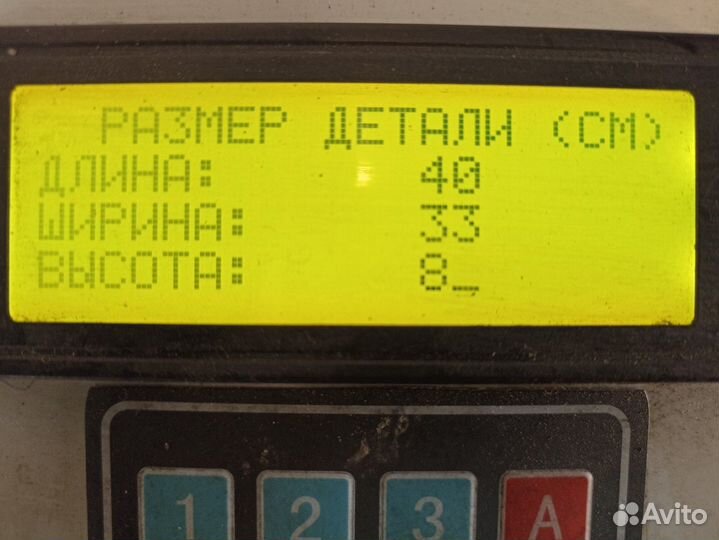 РАЗМЕР ДЕТАЛИ (СМ)
ДЛИНА: 40
ШИРИНА: 33
ВЫСОТА: 8_
1 2 3 A
Avito